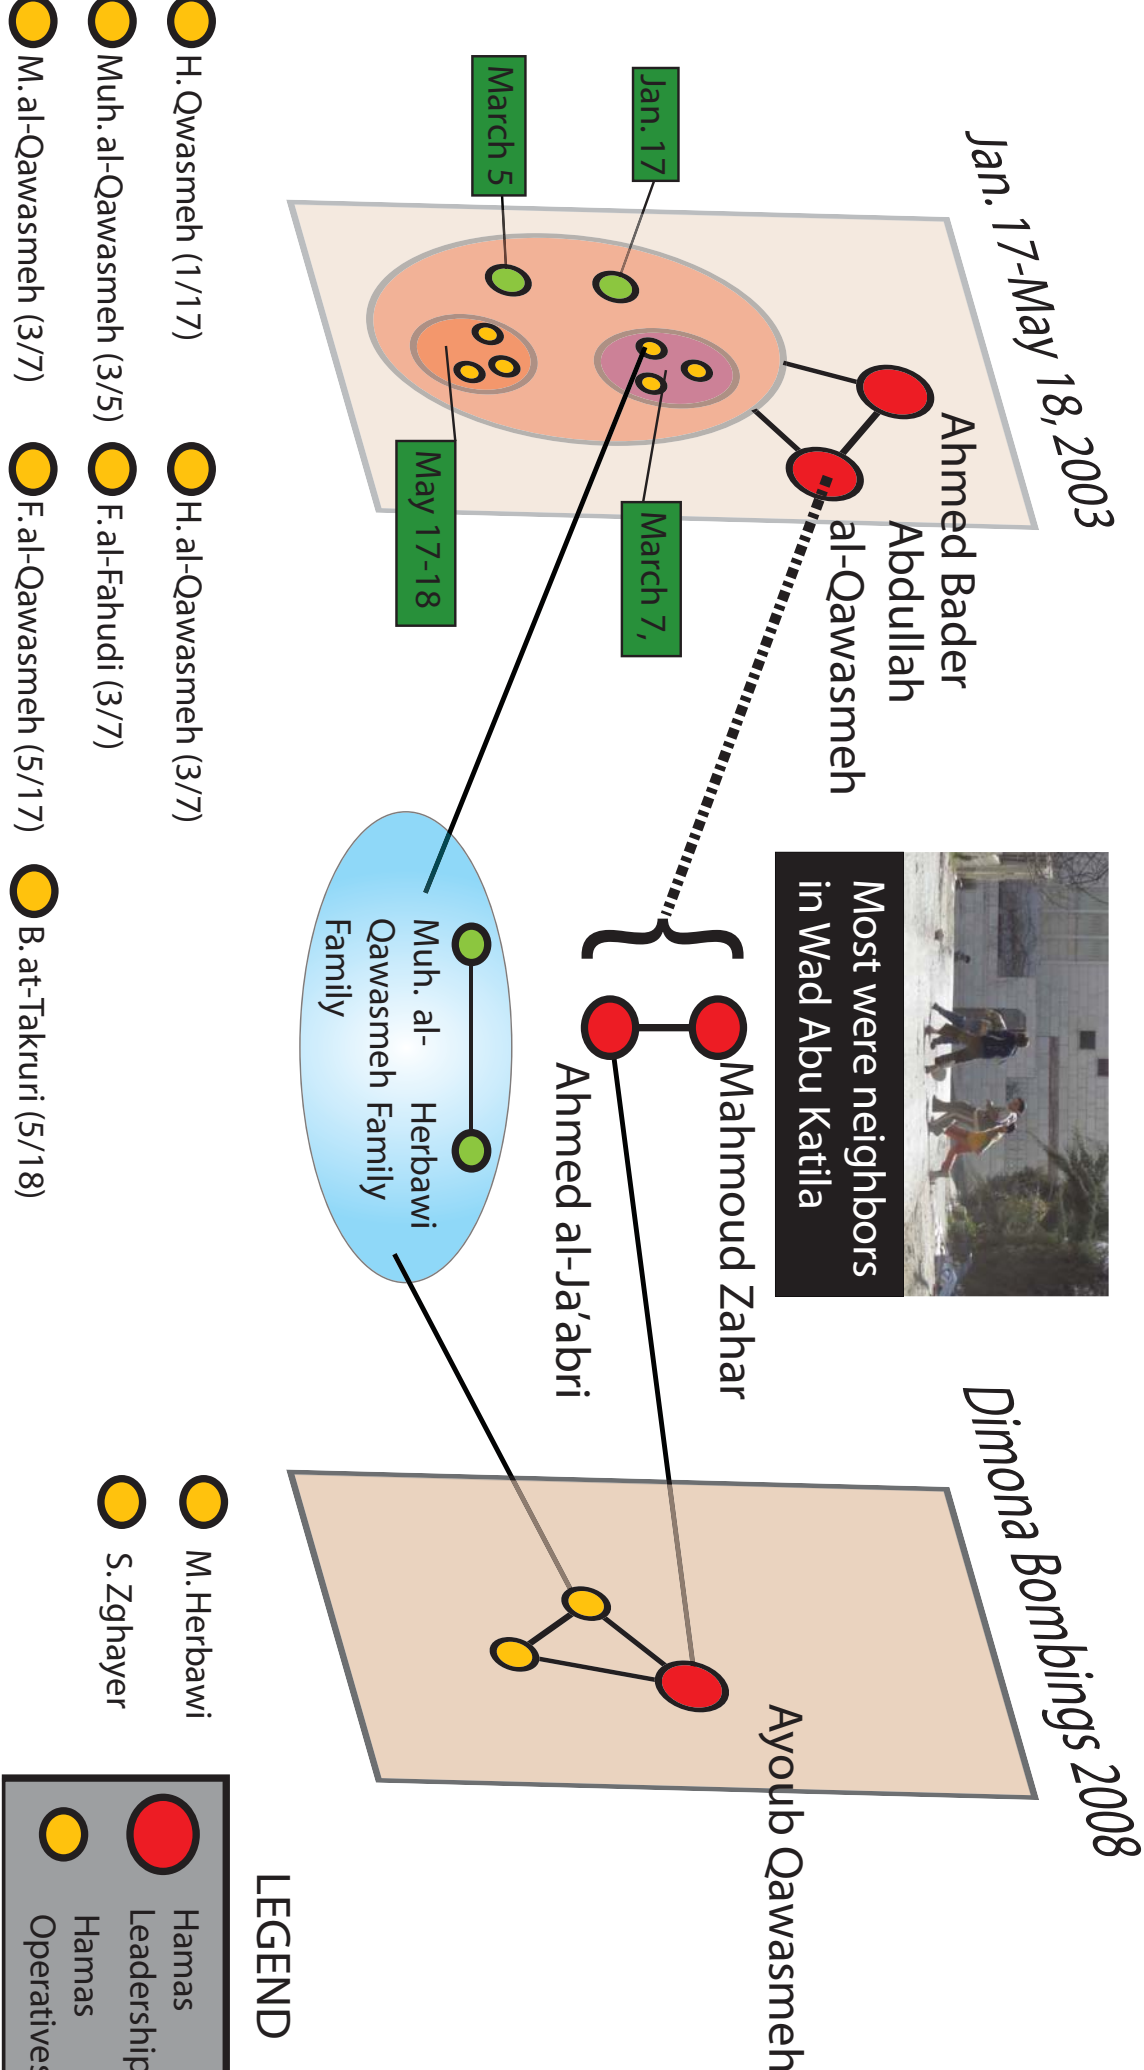 Jan. 17-May 18, 2003
Dimona Bombings 2008
Ahmed Bader
Abdullah
al-Qawasmeh
Most were neighbors
in Wad Abu Katila
Ayoub Qawasmeh
Mahmoud Zahar
Ahmed al-Ja'abri
Jan. 17
March 5
March 7,
May 17-18
Muh. al-
Qawasmeh
Family
Herbawi
Family
H. Qwasmeh (1/17)
Muh. al-Qawasmeh (3/5)
M. al-Qawasmeh (3/7)
H. al-Qawasmeh (3/7)
F. al-Fahudi (3/7)
F. al-Qawasmeh (5/17)
B. at-Takruri (5/18)
M. Herbawi
S. Zghayer
LEGEND
Hamas
Leadership
Hamas
Operatives